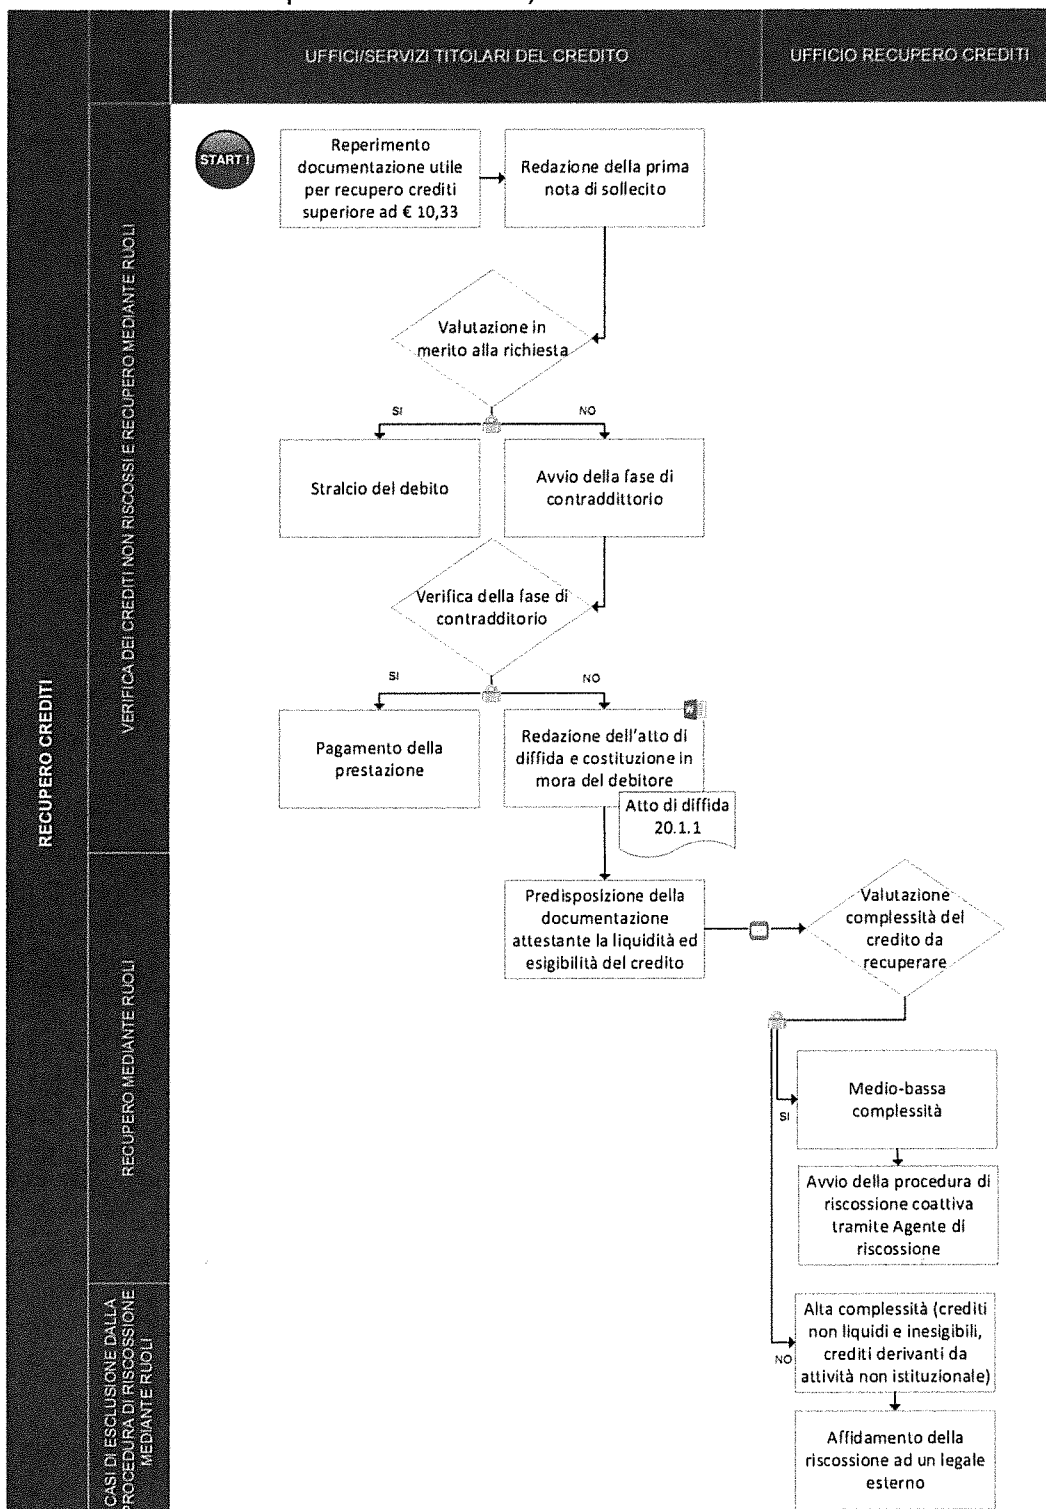 UFFICI/SERVIZI TITOLARI DEL CREDITO
UFFICIO RECUPERO CREDITI
RECUPERO CREDITI
VERIFICA DEI CREDITI NON RISCOSSI E RECUPERO MEDIANTE RUOLI
START !
Reperimento
documentazione utile
per recupero crediti
superiore ad € 10,33
Redazione della prima
nota di sollecito
Valutazione in
merito alla richiesta
SI
NO
Stralcio del debito
Avvio della fase di
contraddittorio
Verifica della fase di
contradditorio
SI
NO
Pagamento della
prestazione
Redazione dell'atto di
diffida e costituzione in
mora del debitore
Atto di diffida
20.1.1
RECUPERO MEDIANTE RUOLI
Predisposizione della
documentazione
attestante la liquidità ed
esigibilità del credito
Valutazione
complessità del
credito da
recuperare
SI
Medio-bassa
complessità
Avvio della procedura di
riscossione coattiva
tramite Agente di
riscossione
CASI DI ESCLUSIONE DALLA
PROCEDURA DI RISCOSSIONE
MEDIANTE RUOLI
NO
Alta complessità (crediti
non liquidi e inesigibili,
crediti derivanti da
attività non istituzionale)
Affidamento della
riscossione ad un legale
esterno